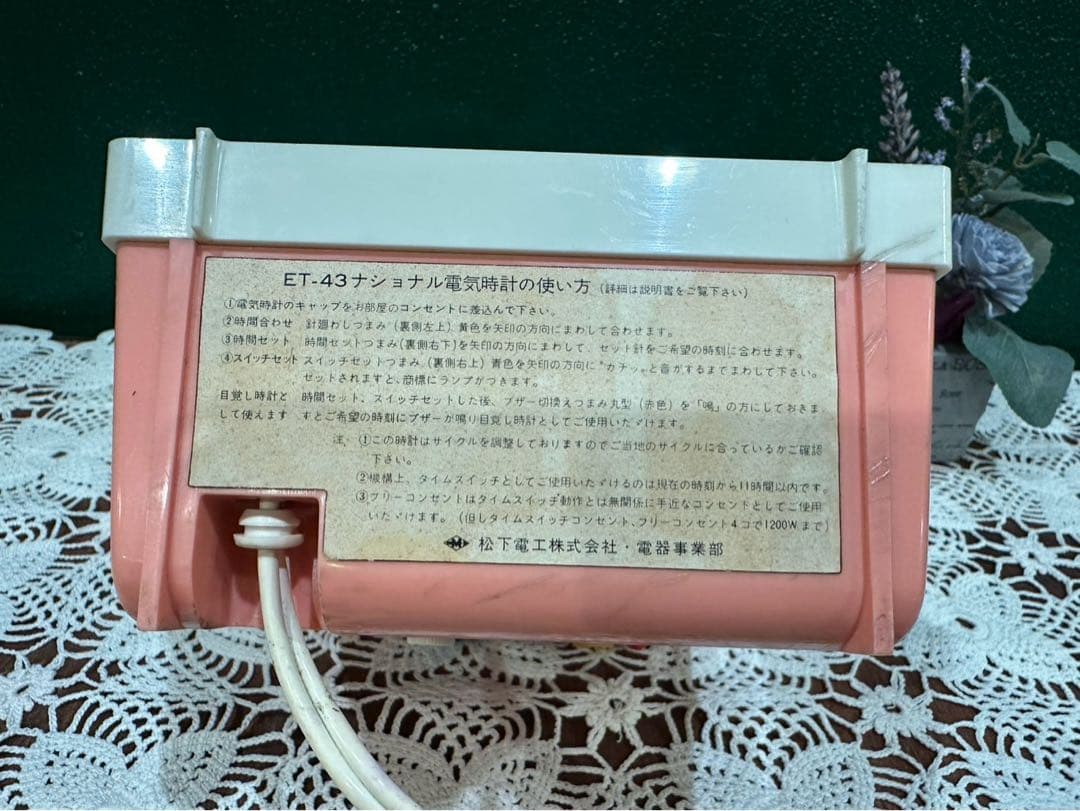 ET-43ナショナル電気時計の使い方（詳細は説明書をご覧下さい）
①電気時計のキャップをお部屋のコンセントに差込んで下さい。
②時間合わせ 針廻わしつまみ（裏側左上）黄色を矢印の方向にまわして合わせます。
③時間セット 時間セットつまみ（裏側右下）を矢印の方向にまわして、セット針をご希望の時刻に合わせます。
④スイッチセット スイッチセットつまみ（裏側右上）青色を矢印の方向に“カチッ”と音がするまでまわして下さい。
セットされますと、商標にランプがつきます。
目覚し時計と 時間セット、スイッチセットした後、ブザー切換えつまみ丸型（赤色）を「鳴」の方にしておきま
して使えます すとご希望の時刻にブザーが鳴り目覚し時計としてご使用いたゞけます。
注、①この時計はサイクルを調整しておりますのでご当地のサイクルに合っているかご確認
下さい。
②機構上、タイムスイッチとしてご使用いたゞけるのは現在の時刻から11時間以内です。
③フリーコンセントはタイムスイッチ動作とは無関係に手近なコンセントとしてご使用
いたゞけます。（但しタイムスイッチコンセント、フリーコンセント4コで1200Wまで）
松下電工株式会社・電器事業部